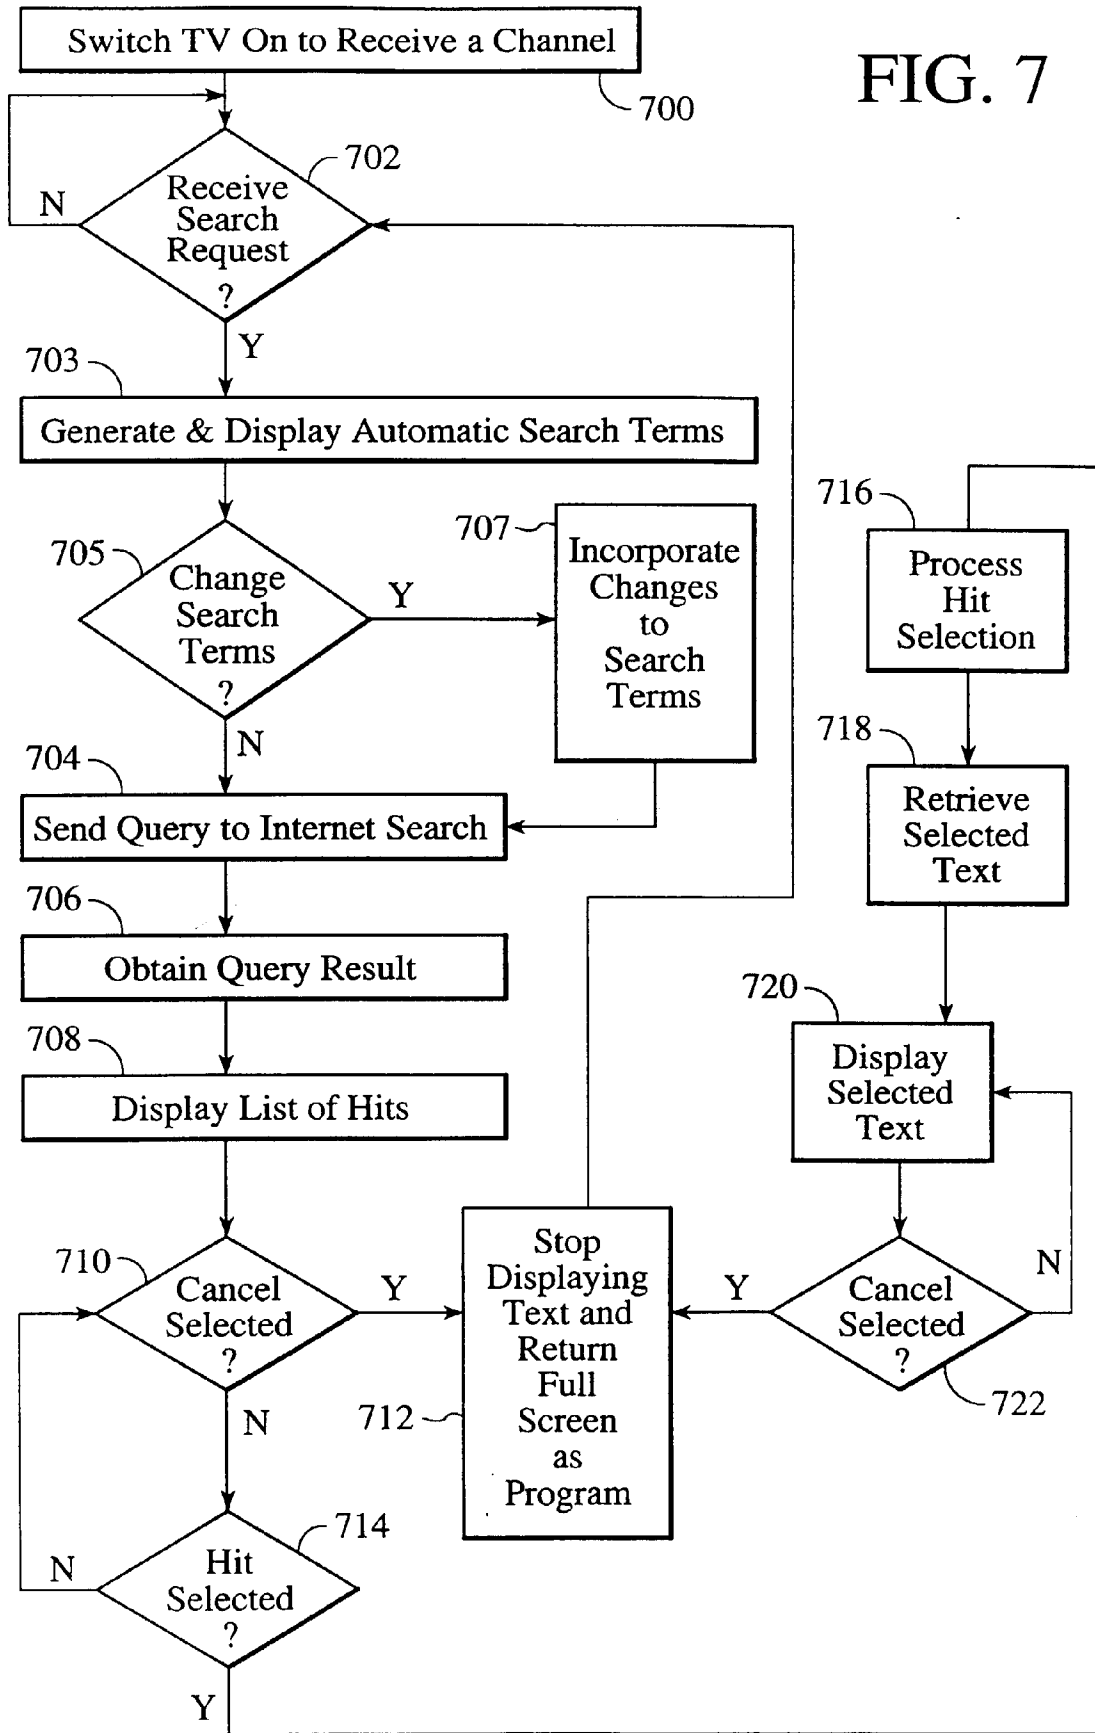 Switch TV On to Receive a Channel
FIG. 7
700
702
Receive
Search
Request
?
N
Y
703
Generate & Display Automatic Search Terms
705
Change
Search
Terms
?
Y
N
707
Incorporate
Changes
to
Search
Terms
704
Send Query to Internet Search
706
Obtain Query Result
708
Display List of Hits
710
Cancel
Selected
?
Y
N
712
Stop
Displaying
Text and
Return
Full
Screen
as
Program
714
Hit
Selected
?
N
Y
716
Process
Hit
Selection
718
Retrieve
Selected
Text
720
Display
Selected
Text
Cancel
Selected
?
Y
N
722